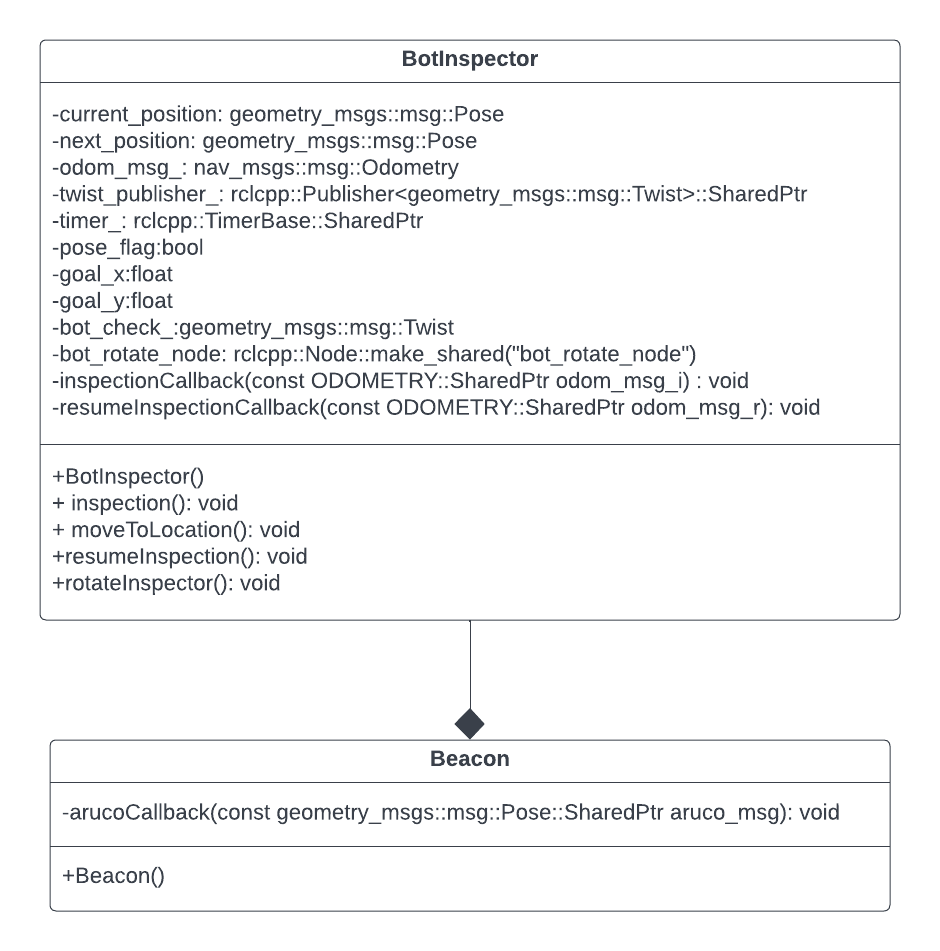 BotInspector
-current_position: geometry_msgs::msg::Pose
-next_position: geometry_msgs::msg::Pose
-odom_msg_: nav_msgs::msg::Odometry
-twist_publisher_: rclcpp::Publisher<geometry_msgs::msg::Twist>::SharedPtr
-timer_: rclcpp::TimerBase::SharedPtr
-pose_flag:bool
-goal_x:float
-goal_y:float
-bot_check_:geometry_msgs::msg::Twist
-bot_rotate_node: rclcpp::Node::make_shared("bot_rotate_node")
-inspectionCallback(const ODOMETRY::SharedPtr odom_msg_i) : void
-resumeInspectionCallback(const ODOMETRY::SharedPtr odom_msg_r): void
+BotInspector()
+ inspection(): void
+ moveToLocation(): void
+resumeInspection(): void
+rotateInspector(): void
Beacon
-arucoCallback(const geometry_msgs::msg::Pose::SharedPtr aruco_msg): void
+Beacon()